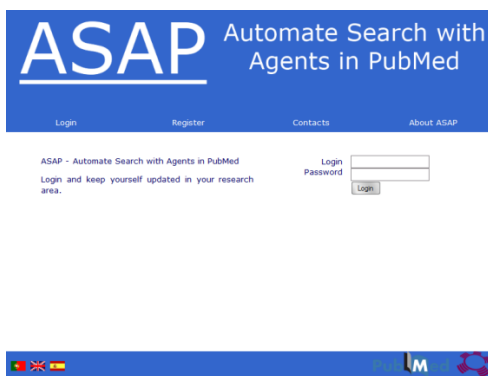 ASAP
Automate Search with
Agents in PubMed
Login Register Contacts About ASAP
ASAP - Automate Search with Agents in PubMed
Login and keep yourself updated in your research
area.
Login
Password
Login
PubMed